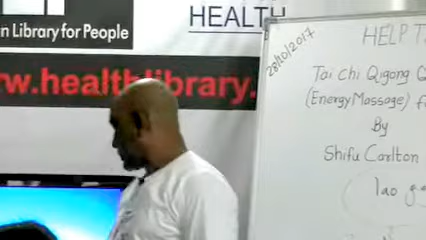 n Library for People
HEALTH
w.healthlibrary.
28/10/2017
HELP T
Tai chi Qigong
(Energy Massage) f
By
Shifu Carlton
lao g